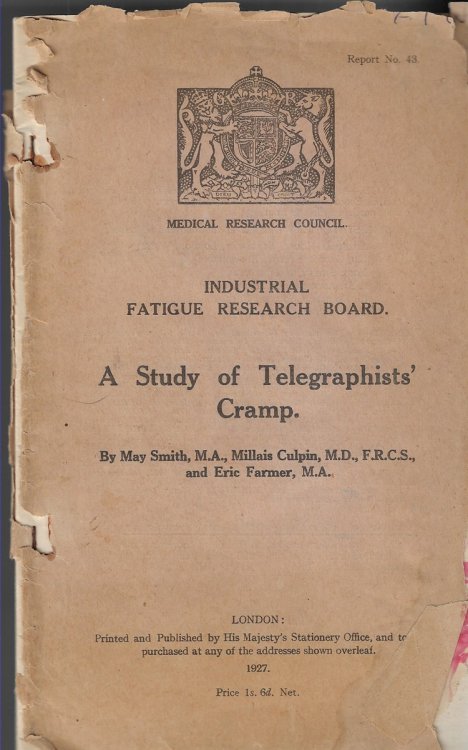 Report No. 43.
MEDICAL RESEARCH COUNCIL.
INDUSTRIAL
FATIGUE RESEARCH BOARD.
A Study of Telegraphists'
Cramp.
By May Smith, M.A., Millais Culpin, M.D., F.R.C.S.,
and Eric Farmer, M.A.
LONDON:
Printed and Published by His Majesty's Stationery Office, and
purchased at any of the addresses shown overleaf.
1927.
Price 1s. 6d. Net.